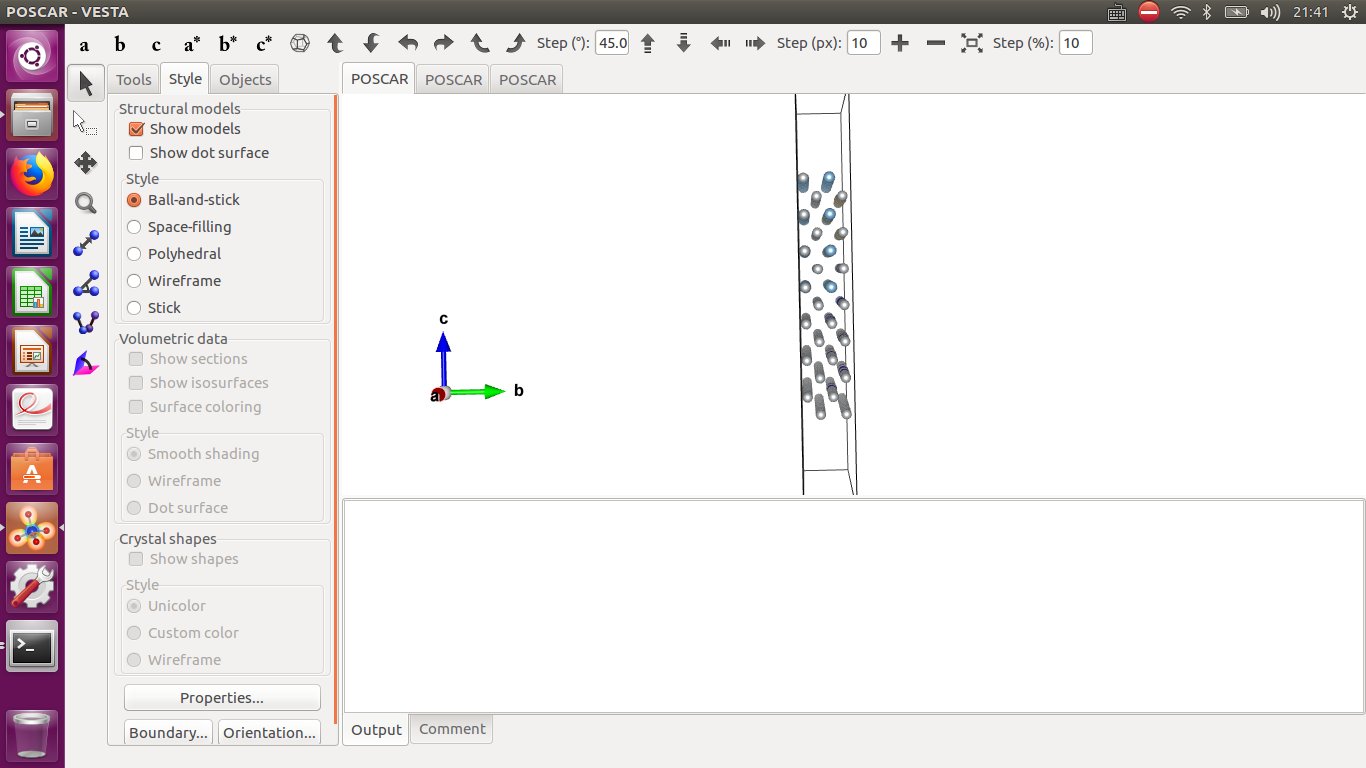 POSCAR - VESTA
21:41
a b c a* b* c* Step (°): 45.0 Step (px): 10 Step (%): 10
Tools Style Objects
POSCAR POSCAR POSCAR
Structural models
Show models
Show dot surface
Style
Ball-and-stick
Space-filling
Polyhedral
Wireframe
Stick
Volumetric data
Show sections
Show isosurfaces
Surface coloring
Style
Smooth shading
Wireframe
Dot surface
Crystal shapes
Show shapes
Style
Unicolor
Custom color
Wireframe
Properties...
Boundary... Orientation...
c
a b
Output Comment